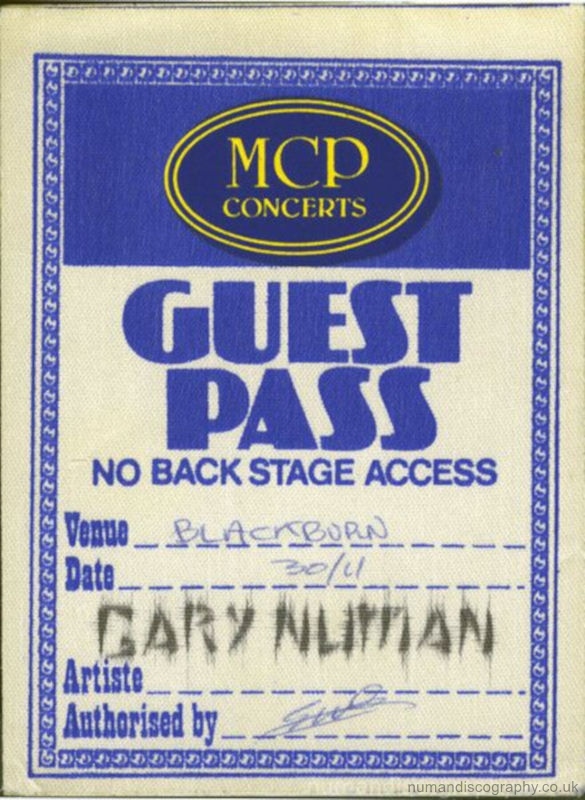 MCP
CONCERTS
GUEST
PASS
NO BACK STAGE ACCESS
Venue BLACKBURN
Date 30/11
GARY NUMAN
Artiste
Authorised by
numandiscography.co.uk